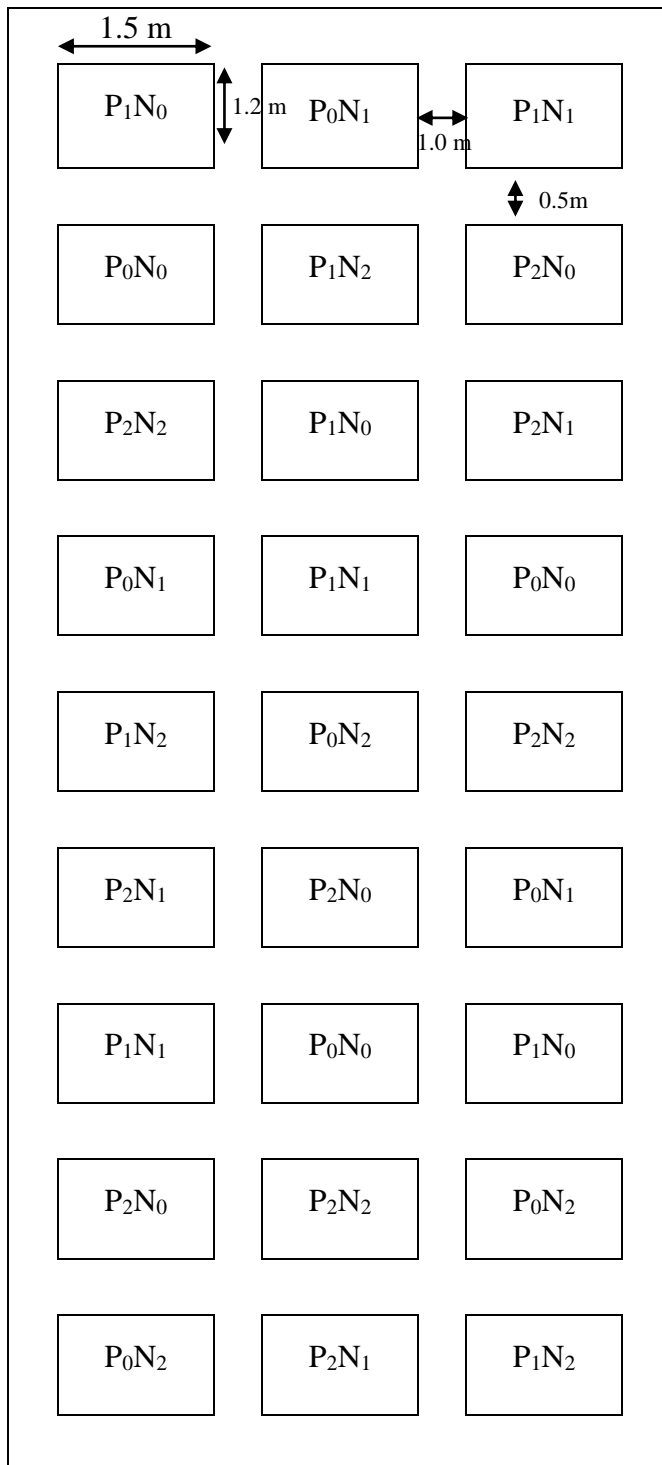 1.5 m
P₁N₀ 1.2 m P₀N₁ 1.0 m P₁N₁
0.5m
P₀N₀ P₁N₂ P₂N₀
P₂N₂ P₁N₀ P₂N₁
P₀N₁ P₁N₁ P₀N₀
P₁N₂ P₀N₂ P₂N₂
P₂N₁ P₂N₀ P₀N₁
P₁N₁ P₀N₀ P₁N₀
P₂N₀ P₂N₂ P₀N₂
P₀N₂ P₂N₁ P₁N₂